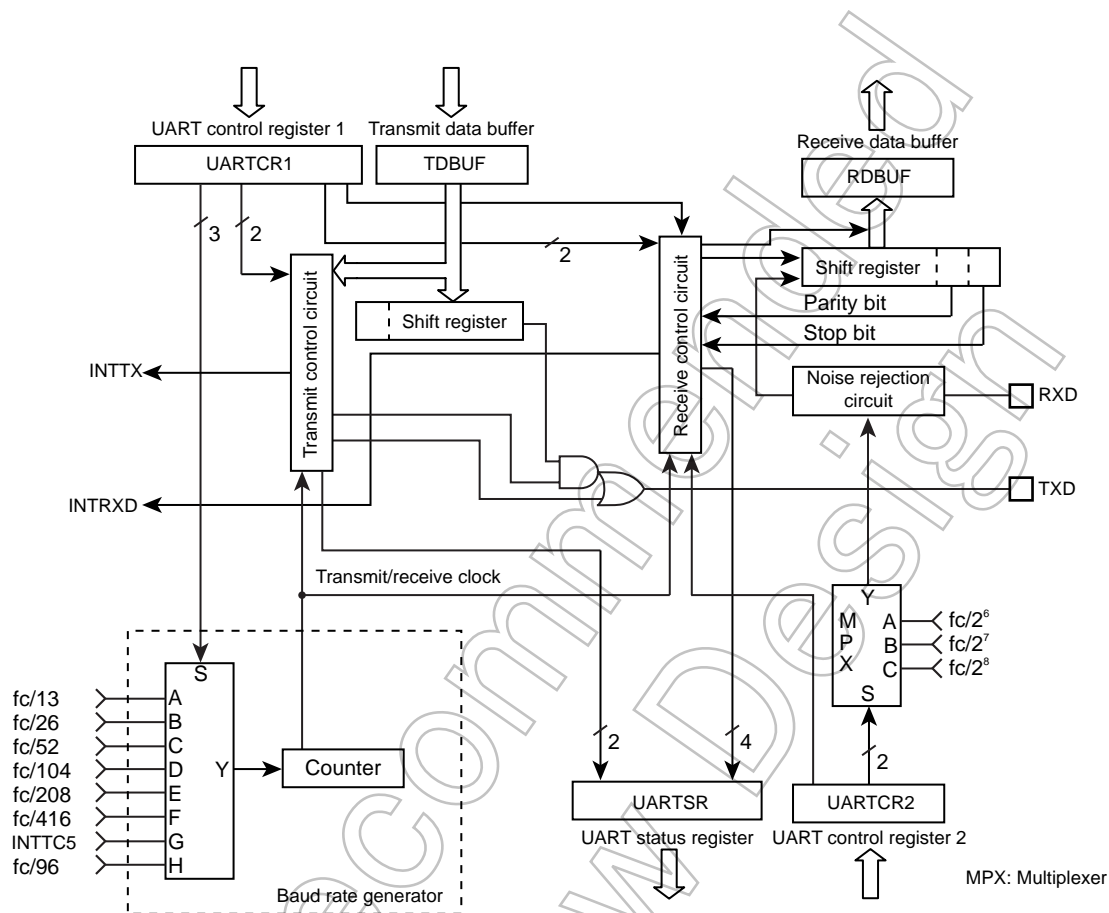 UART control register 1
Transmit data buffer
Receive data buffer
UARTCR1
TDBUF
RDBUF
3
2
2
Transmit control circuit
Receive control circuit
Shift register
Shift register
Parity bit
Stop bit
INTTX
Noise rejection
circuit
RXD
INTRXD
TXD
Transmit/receive clock
Y
M
P
X
A
B
C
S
fc/2⁶
fc/2⁷
fc/2⁸
S
fc/13
A
fc/26
B
fc/52
C
fc/104
D
fc/208
E
fc/416
F
INTTC5
G
fc/96
H
Y
Counter
2
4
2
UARTSR
UARTCR2
UART status register
UART control register 2
Baud rate generator
MPX: Multiplexer
ecommended
w Design